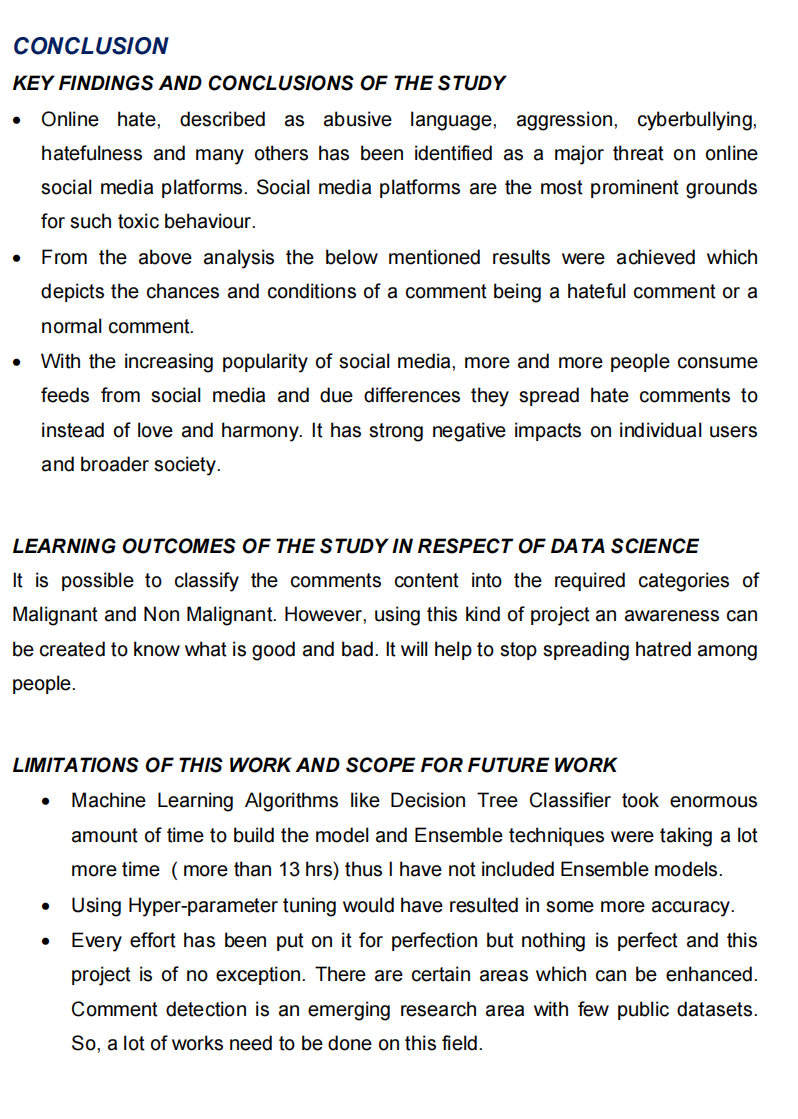 CONCLUSION
KEY FINDINGS AND CONCLUSIONS OF THE STUDY
• Online hate, described as abusive language, aggression, cyberbullying,
hatefulness and many others has been identified as a major threat on online
social media platforms. Social media platforms are the most prominent grounds
for such toxic behaviour.
• From the above analysis the below mentioned results were achieved which
depicts the chances and conditions of a comment being a hateful comment or a
normal comment.
• With the increasing popularity of social media, more and more people consume
feeds from social media and due differences they spread hate comments to
instead of love and harmony. It has strong negative impacts on individual users
and broader society.
LEARNING OUTCOMES OF THE STUDY IN RESPECT OF DATA SCIENCE
It is possible to classify the comments content into the required categories of
Malignant and Non Malignant. However, using this kind of project an awareness can
be created to know what is good and bad. It will help to stop spreading hatred among
people.
LIMITATIONS OF THIS WORK AND SCOPE FOR FUTURE WORK
• Machine Learning Algorithms like Decision Tree Classifier took enormous
amount of time to build the model and Ensemble techniques were taking a lot
more time ( more than 13 hrs) thus I have not included Ensemble models.
• Using Hyper-parameter tuning would have resulted in some more accuracy.
• Every effort has been put on it for perfection but nothing is perfect and this
project is of no exception. There are certain areas which can be enhanced.
Comment detection is an emerging research area with few public datasets.
So, a lot of works need to be done on this field.